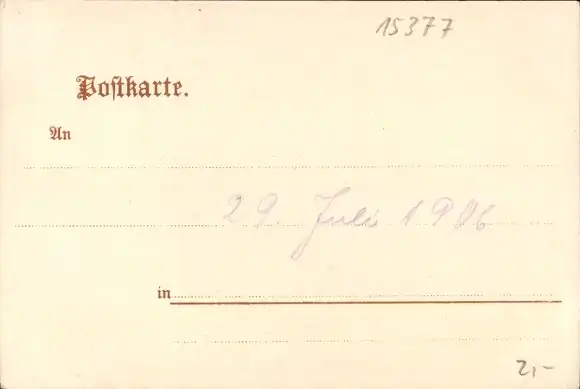 15377
Postkarte.
An
29. Juli 1906
in
2,-